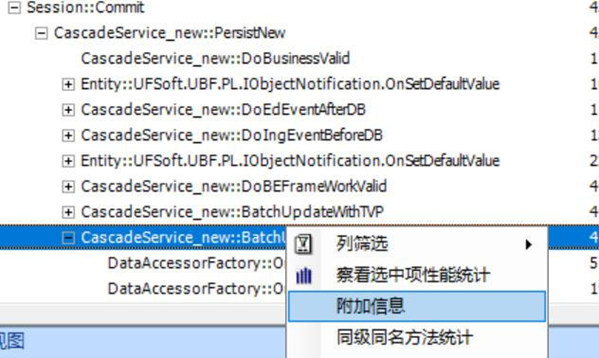 Session::Commit 4
CascadeService_new::PersistNew 4
CascadeService_new::DoBusinessValid 1
Entity::UFSoft.UBF.PL.IObjectNotification.OnSetDefaultValue 1
CascadeService_new::DoEdEventAfterDB 1
CascadeService_new::DoIngEventBeforeDB 1
Entity::UFSoft.UBF.PL.IObjectNotification.OnSetDefaultValue 2
CascadeService_new::DoBEFrameWorkValid 4
CascadeService_new::BatchUpdateWithTVP 4
CascadeService_new::Batch 4
列筛选
DataAccessorFactory::O 5
察看选中项性能统计
DataAccessorFactory::O 1
附加信息
同级同名方法统计
视图